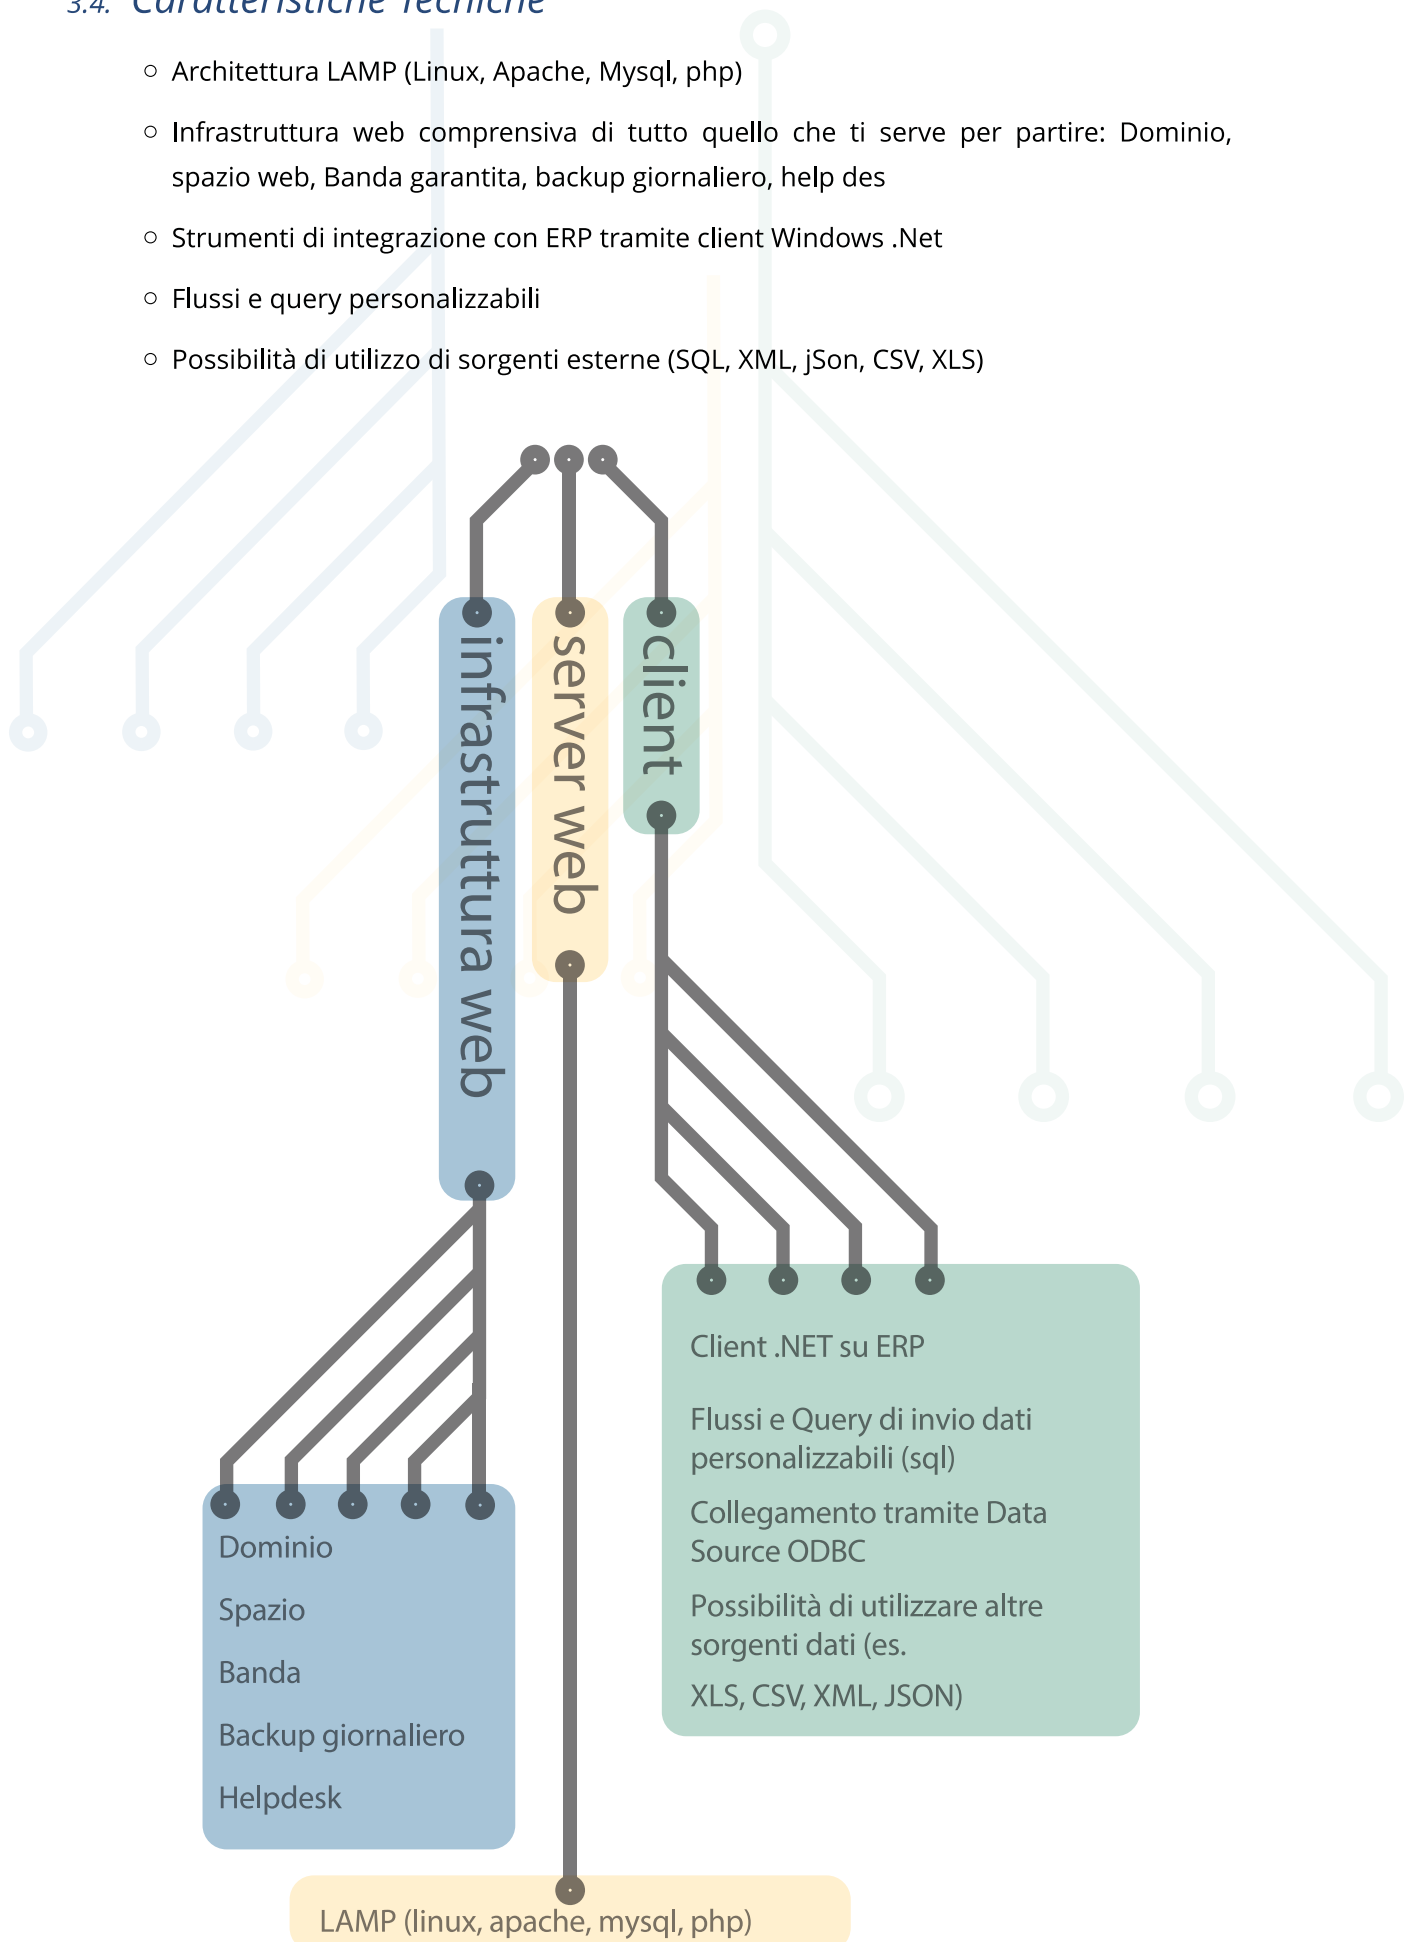 3.4. Caratteristiche Tecniche
Architettura LAMP (Linux, Apache, Mysql, php)
Infrastruttura web comprensiva di tutto quello che ti serve per partire: Dominio,
spazio web, Banda garantita, backup giornaliero, help des
Strumenti di integrazione con ERP tramite client Windows .Net
Flussi e query personalizzabili
Possibilità di utilizzo di sorgenti esterne (SQL, XML, jSon, CSV, XLS)
infrastruttura web
server web
client
Client .NET su ERP
Flussi e Query di invio dati
personalizzabili (sql)
Collegamento tramite Data
Source ODBC
Possibilità di utilizzare altre
sorgenti dati (es.
XLS, CSV, XML, JSON)
Dominio
Spazio
Banda
Backup giornaliero
Helpdesk
LAMP (linux, apache, mysql, php)